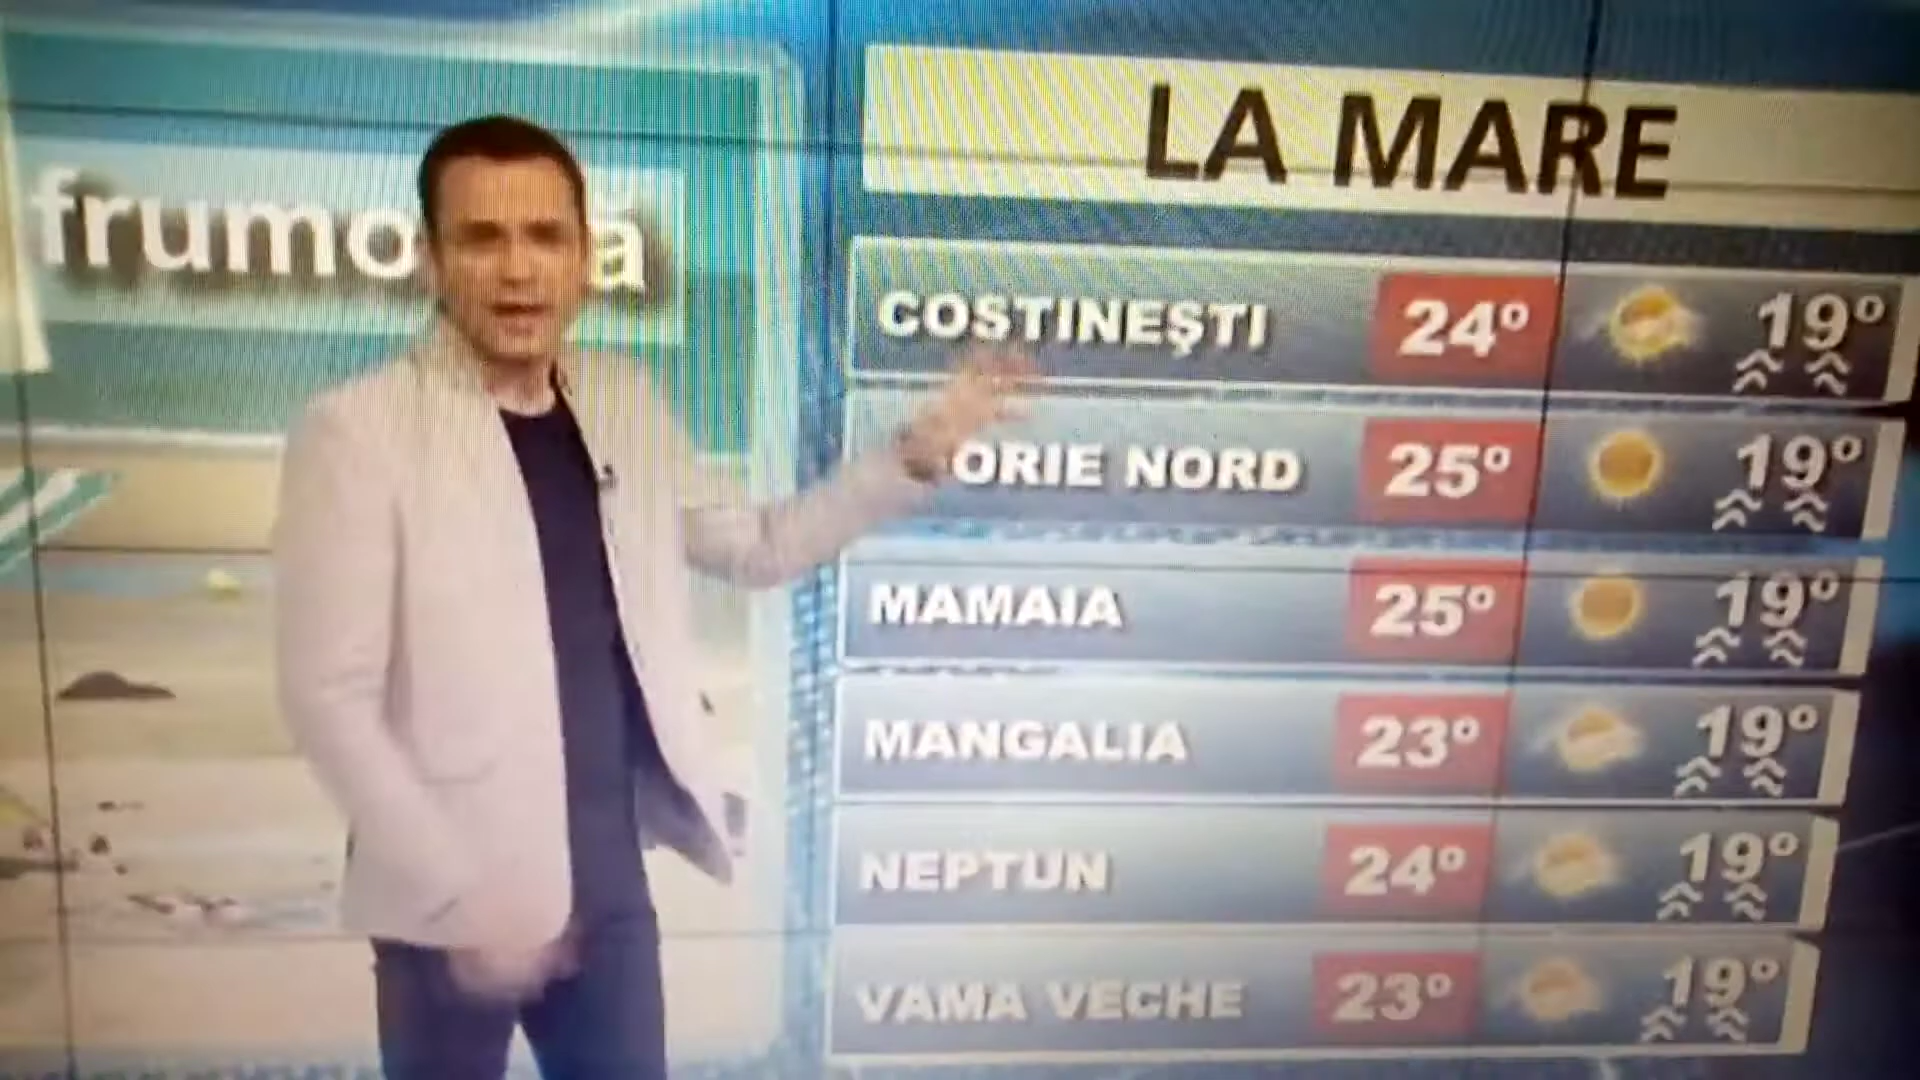 frumo ă
LA MARE
COSTINEŞTI 24° 19°
ORIE NORD 25° 19°
MAMAIA 25° 19°
MANGALIA 23° 19°
NEPTUN 24° 19°
VAMA VECHE 23° 19°